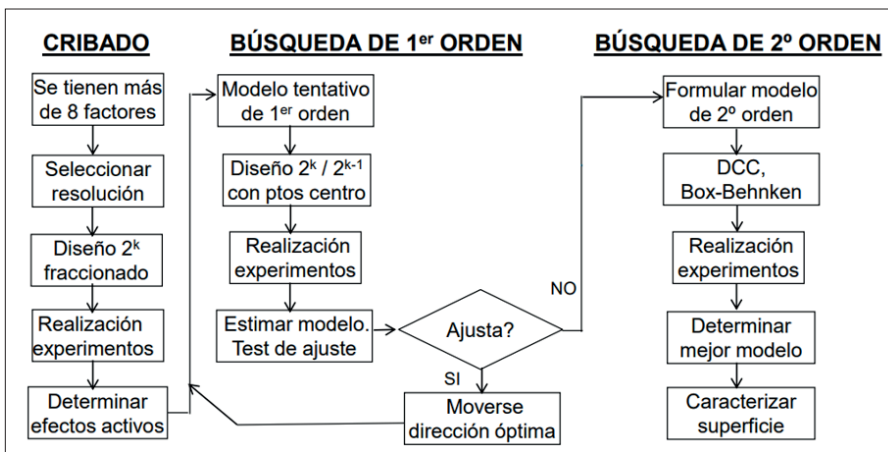 CRIBADO
Se tienen más
de 8 factores
Seleccionar
resolución
Diseño 2ᵏ
fraccionado
Realización
experimentos
Determinar
efectos activos
BÚSQUEDA DE 1ᵉʳ ORDEN
Modelo tentativo
de 1ᵉʳ orden
Diseño 2ᵏ / 2ᵏ⁻¹
con ptos centro
Realización
experimentos
Estimar modelo.
Test de ajuste
Ajusta?
NO
SI
Moverse
dirección óptima
BÚSQUEDA DE 2º ORDEN
Formular modelo
de 2º orden
DCC,
Box-Behnken
Realización
experimentos
Determinar
mejor modelo
Caracterizar
superficie